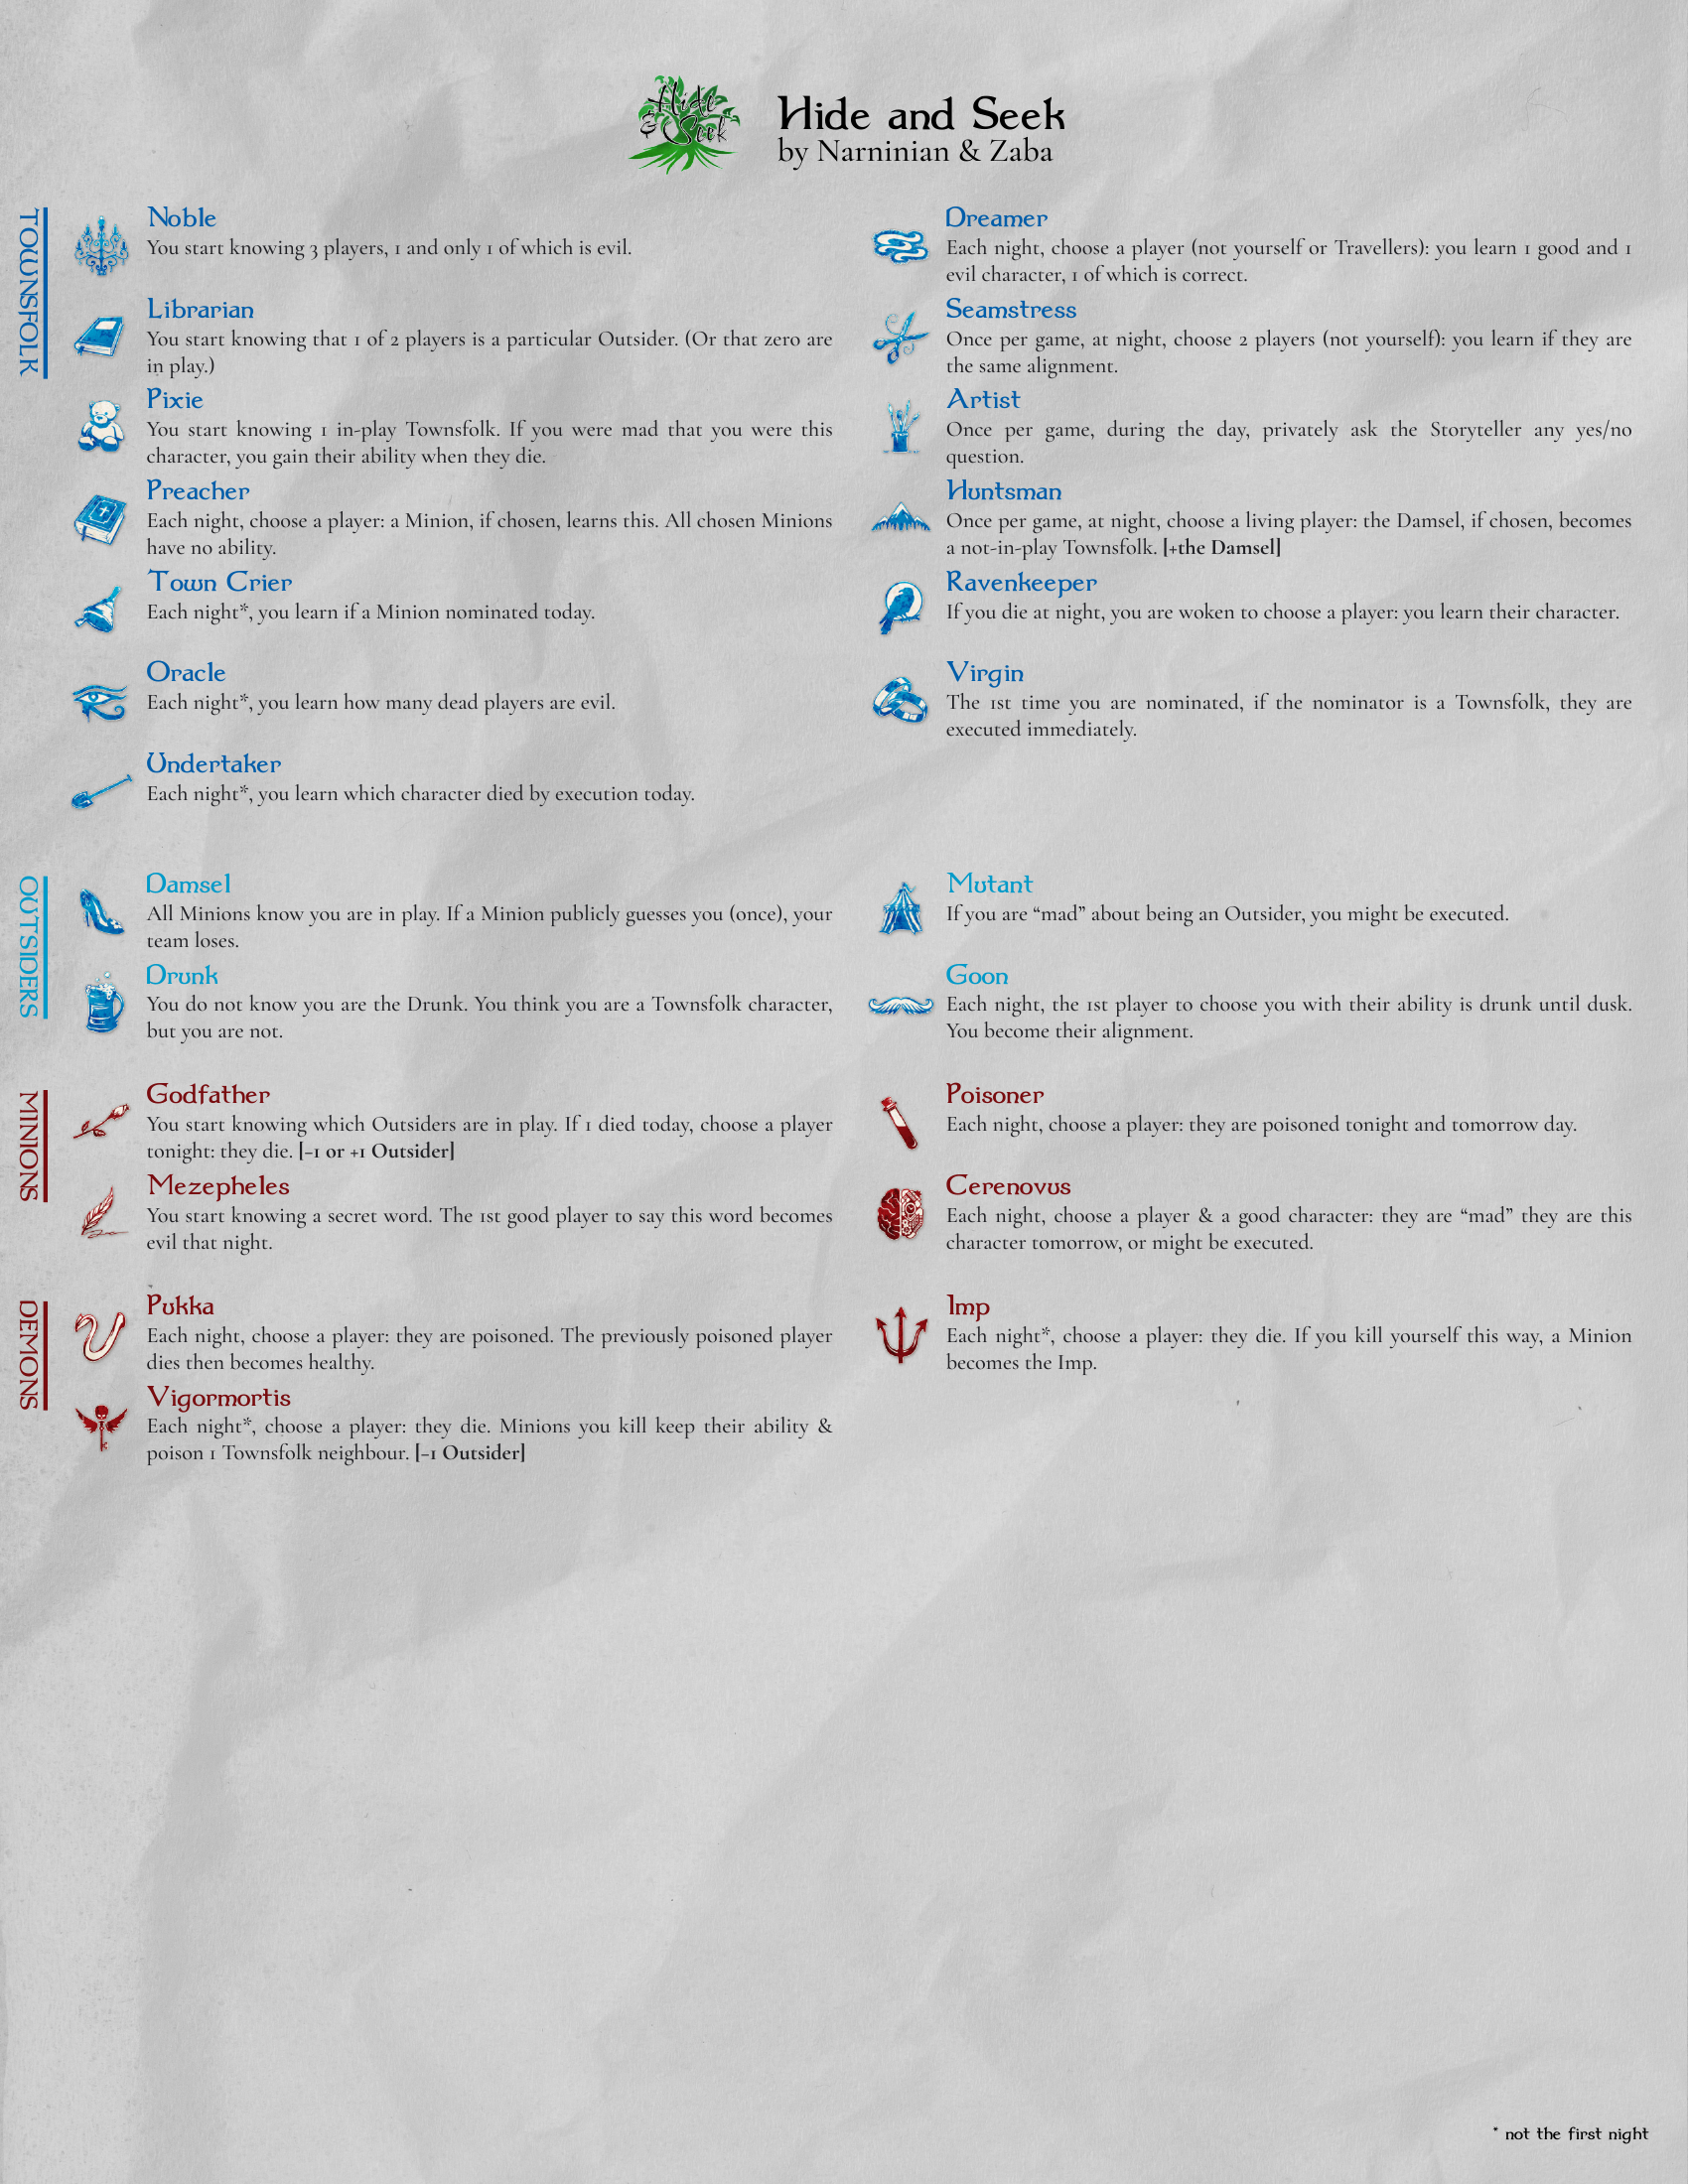 Hide
& Seek
Hide and Seek
by Narninian & Zaba
TOWNSFOLK
Noble
You start knowing 3 players, 1 and only 1 of which is evil.
Librarian
You start knowing that 1 of 2 players is a particular Outsider. (Or that zero are
in play.)
Pixie
You start knowing 1 in-play Townsfolk. If you were mad that you were this
character, you gain their ability when they die.
Preacher
Each night, choose a player: a Minion, if chosen, learns this. All chosen Minions
have no ability.
Town Crier
Each night*, you learn if a Minion nominated today.
Oracle
Each night*, you learn how many dead players are evil.
Undertaker
Each night*, you learn which character died by execution today.
Dreamer
Each night, choose a player (not yourself or Travellers): you learn 1 good and 1
evil character, 1 of which is correct.
Seamstress
Once per game, at night, choose 2 players (not yourself): you learn if they are
the same alignment.
Artist
Once per game, during the day, privately ask the Storyteller any yes/no
question.
Huntsman
Once per game, at night, choose a living player: the Damsel, if chosen, becomes
a not-in-play Townsfolk. [+the Damsel]
Ravenkeeper
If you die at night, you are woken to choose a player: you learn their character.
Virgin
The 1st time you are nominated, if the nominator is a Townsfolk, they are
executed immediately.
OUTSIDERS
Damsel
All Minions know you are in play. If a Minion publicly guesses you (once), your
team loses.
Drunk
You do not know you are the Drunk. You think you are a Townsfolk character,
but you are not.
Mutant
If you are “mad” about being an Outsider, you might be executed.
Goon
Each night, the 1st player to choose you with their ability is drunk until dusk.
You become their alignment.
MINIONS
Godfather
You start knowing which Outsiders are in play. If 1 died today, choose a player
tonight: they die. [−1 or +1 Outsider]
Mezepheles
You start knowing a secret word. The 1st good player to say this word becomes
evil that night.
Poisoner
Each night, choose a player: they are poisoned tonight and tomorrow day.
Cerenovus
Each night, choose a player & a good character: they are “mad” they are this
character tomorrow, or might be executed.
DEMONS
Pukka
Each night, choose a player: they are poisoned. The previously poisoned player
dies then becomes healthy.
Vigormortis
Each night*, choose a player: they die. Minions you kill keep their ability &
poison 1 Townsfolk neighbour. [−1 Outsider]
Imp
Each night*, choose a player: they die. If you kill yourself this way, a Minion
becomes the Imp.
* not the first night